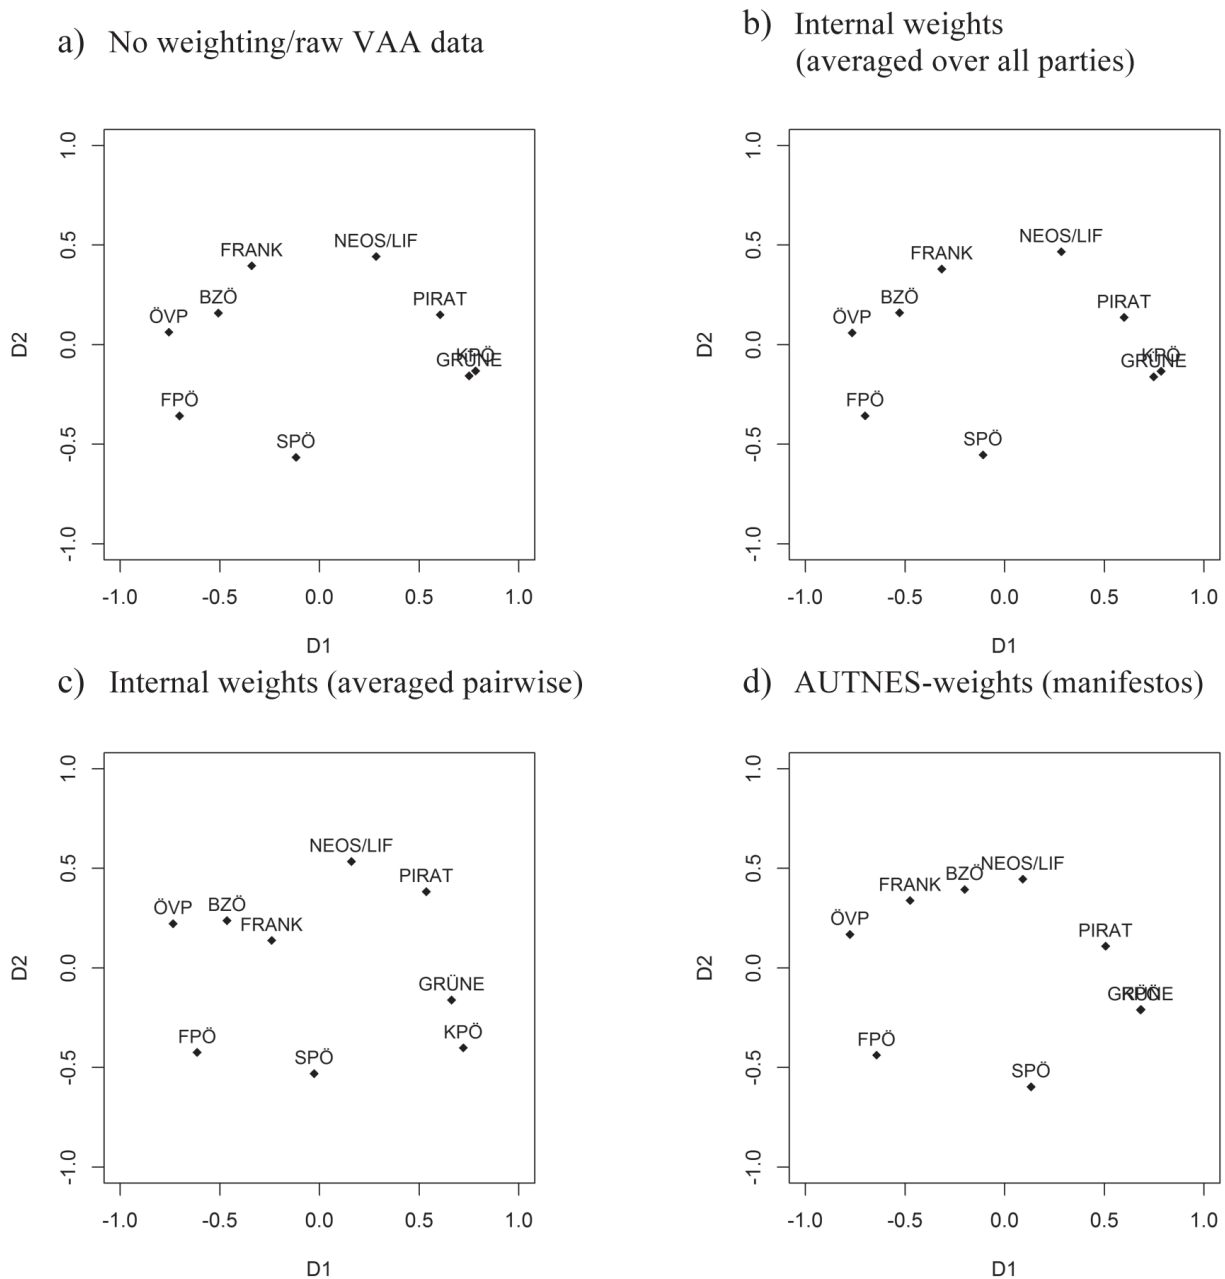 a) No weighting/raw VAA data
1.0
0.5
0.0
-0.5
-1.0
D2
NEOS/LIF
FRANK
BZÖ
PIRAT
ÖVP
KPÖ
GRÜNE
FPÖ
SPÖ
-1.0 -0.5 0.0 0.5 1.0
D1
b) Internal weights
(averaged over all parties)
1.0
0.5
0.0
-0.5
-1.0
D2
NEOS/LIF
FRANK
BZÖ
PIRAT
ÖVP
KPÖ
GRÜNE
FPÖ
SPÖ
-1.0 -0.5 0.0 0.5 1.0
D1
c) Internal weights (averaged pairwise)
1.0
0.5
0.0
-0.5
-1.0
D2
NEOS/LIF
PIRAT
BZÖ
ÖVP
FRANK
GRÜNE
KPÖ
FPÖ
SPÖ
-1.0 -0.5 0.0 0.5 1.0
D1
d) AUTNES-weights (manifestos)
1.0
0.5
0.0
-0.5
-1.0
D2
NEOS/LIF
BZÖ
FRANK
ÖVP
PIRAT
GRÜNE
KPÖ
FPÖ
SPÖ
-1.0 -0.5 0.0 0.5 1.0
D1